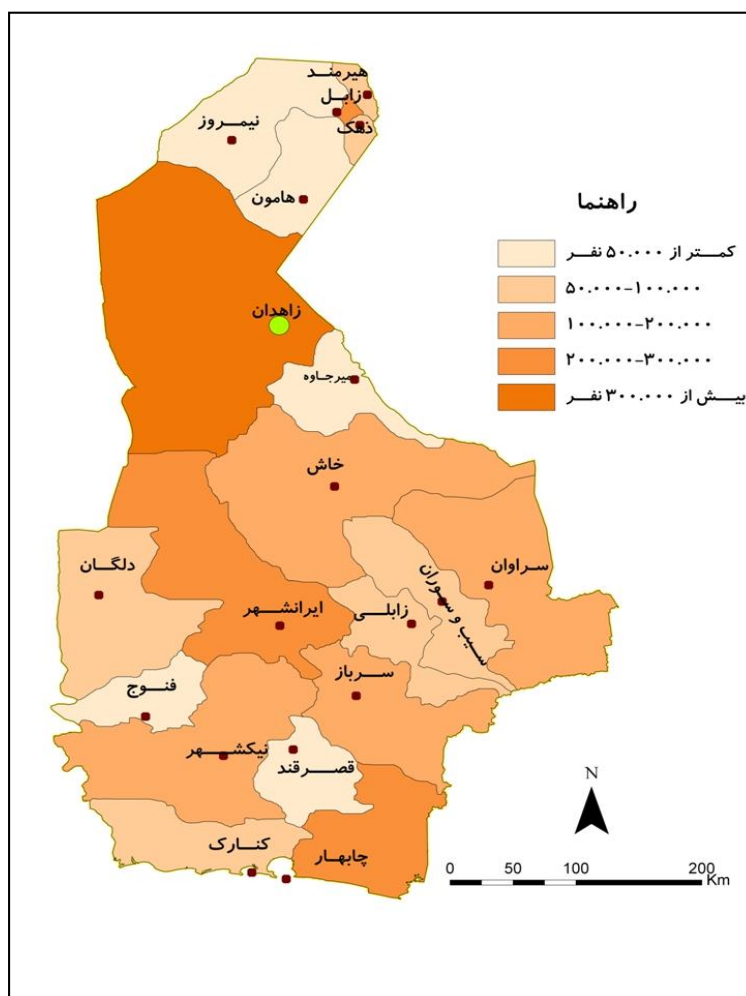 هیرمند
زابل
ذهک
نیمروز
هامون
راهنما
کمتر از ۵۰.۰۰۰ نفر
۵۰.۰۰۰-۱۰۰.۰۰۰
۱۰۰.۰۰۰-۲۰۰.۰۰۰
۲۰۰.۰۰۰-۳۰۰.۰۰۰
بیش از ۳۰۰.۰۰۰ نفر
زاهدان
میرجاوه
خاش
دلگان
سراوان
سیب و سوران
ایرانشهر
زابلی
فنوج
سرباز
نیکشهر
قصرقند
کنارک
چابهار
N
0 50 100 200
Km